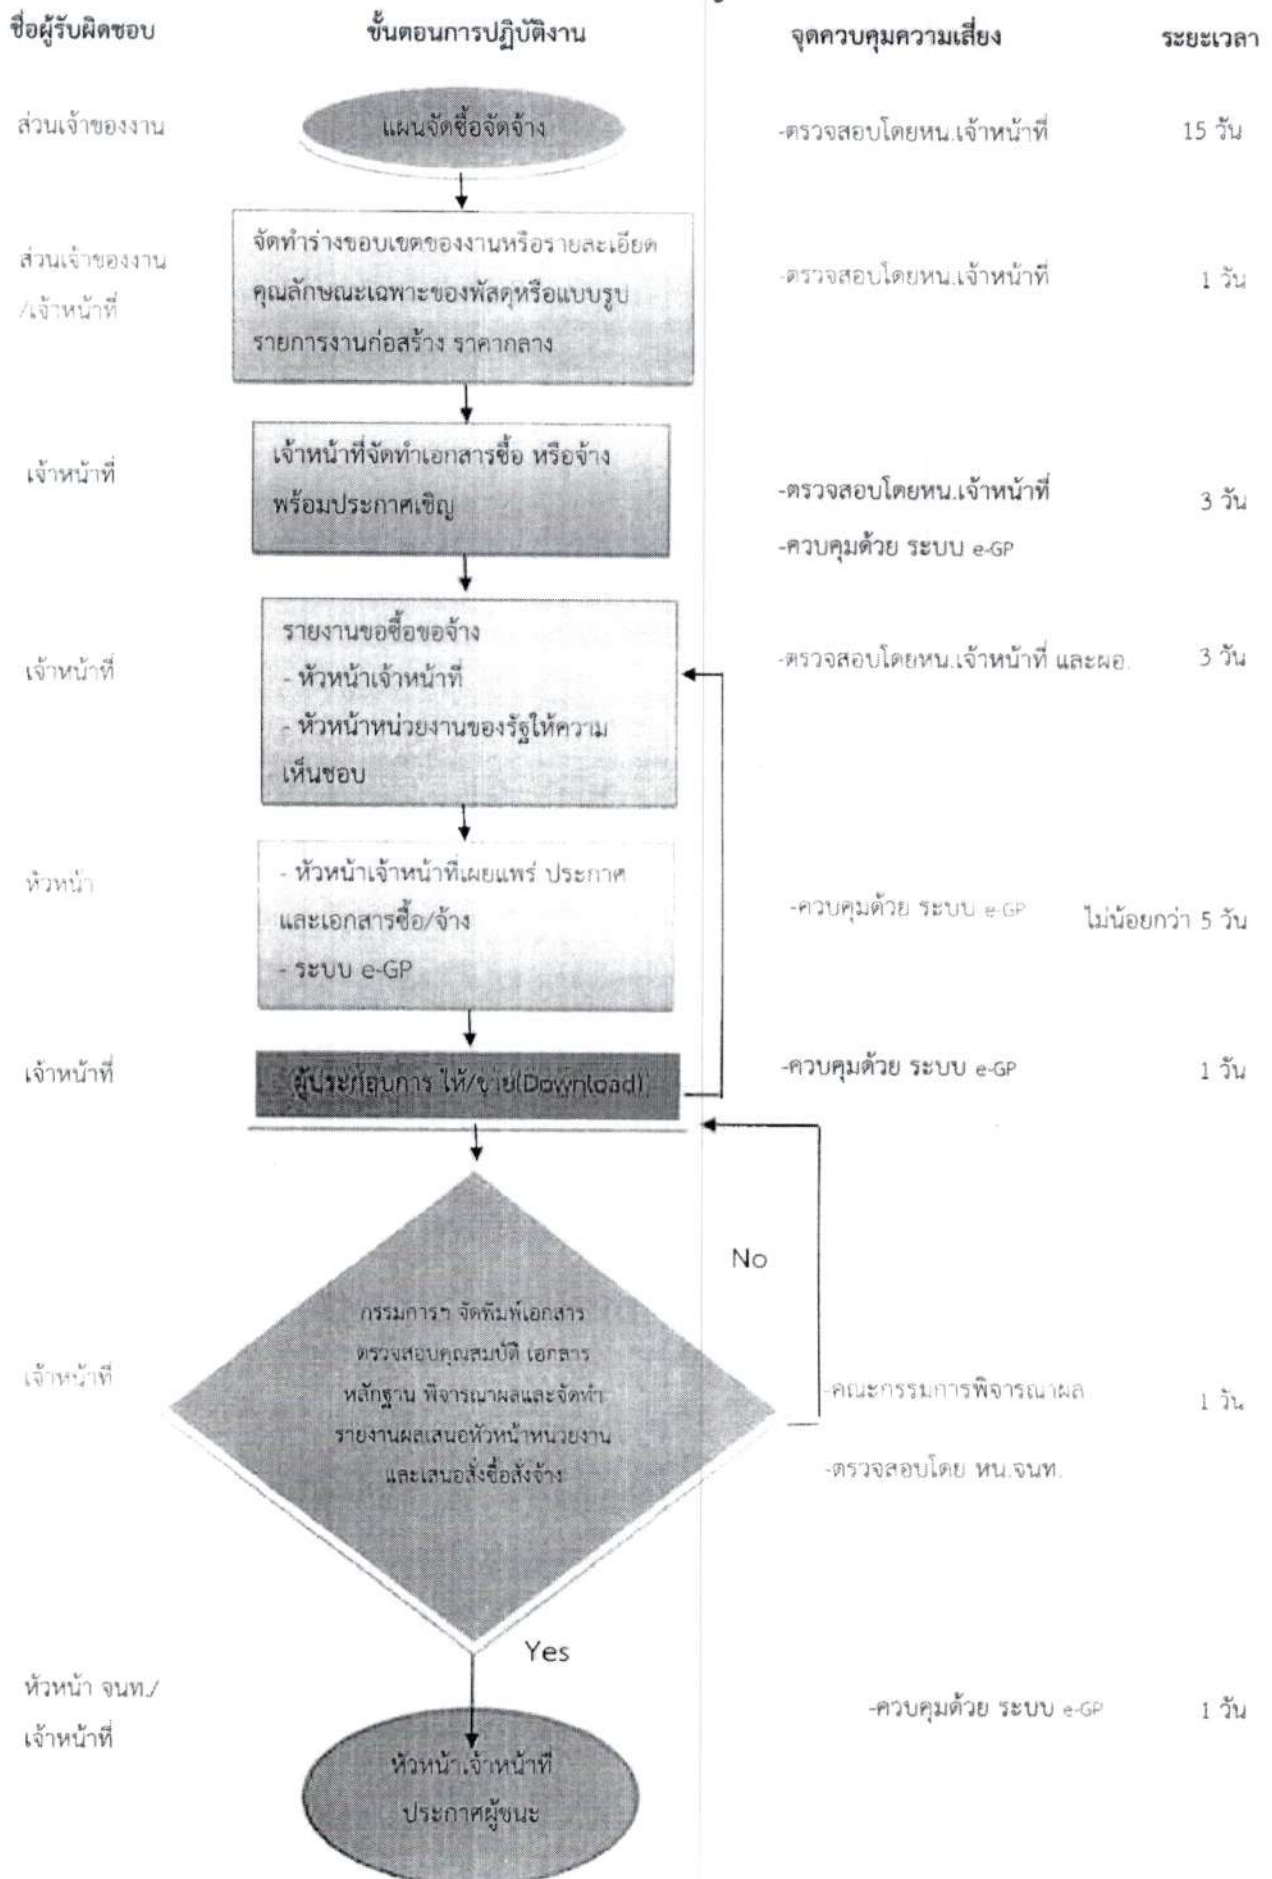 ชื่อผู้รับผิดชอบ ขั้นตอนการปฏิบัติงาน จุดควบคุมความเสี่ยง ระยะเวลา
ส่วนเจ้าของงาน แผนจัดซื้อจัดจ้าง -ตรวจสอบโดยหน.เจ้าหน้าที่ 15 วัน
ส่วนเจ้าของงาน
/เจ้าหน้าที่
จัดทำร่างขอบเขตของงานหรือรายละเอียด
คุณลักษณะเฉพาะของพัสดุหรือแบบรูป
รายการงานก่อสร้าง ราคากลาง
-ตรวจสอบโดยหน.เจ้าหน้าที่ 1 วัน
เจ้าหน้าที่
เจ้าหน้าที่จัดทำเอกสารซื้อ หรือจ้าง
พร้อมประกาศเชิญ
-ตรวจสอบโดยหน.เจ้าหน้าที่ 3 วัน
-ควบคุมด้วย ระบบ e-GP
เจ้าหน้าที่
รายงานขอซื้อขอจ้าง
- หัวหน้าเจ้าหน้าที่
- หัวหน้าหน่วยงานของรัฐให้ความ
เห็นชอบ
-ตรวจสอบโดยหน.เจ้าหน้าที่ และผอ. 3 วัน
หัวหน้า
- หัวหน้าเจ้าหน้าที่เผยแพร่ ประกาศ
และเอกสารซื้อ/จ้าง
- ระบบ e-GP
-ควบคุมด้วย ระบบ e-GP ไม่น้อยกว่า 5 วัน
เจ้าหน้าที่ ผู้ประกอบการ ให้/ขาย(Download) -ควบคุมด้วย ระบบ e-GP 1 วัน
No
เจ้าหน้าที่
กรรมการฯ จัดพิมพ์เอกสาร
ตรวจสอบคุณสมบัติ เอกสาร
หลักฐาน พิจารณาผลและจัดทำ
รายงานผลเสนอหัวหน้าหน่วยงาน
และเสนอสั่งซื้อสั่งจ้าง
-คณะกรรมการพิจารณาผล 1 วัน
-ตรวจสอบโดย หน.จนท.
Yes
หัวหน้า จนท./
เจ้าหน้าที่
หัวหน้าเจ้าหน้าที่
ประกาศผู้ชนะ
-ควบคุมด้วย ระบบ e-GP 1 วัน